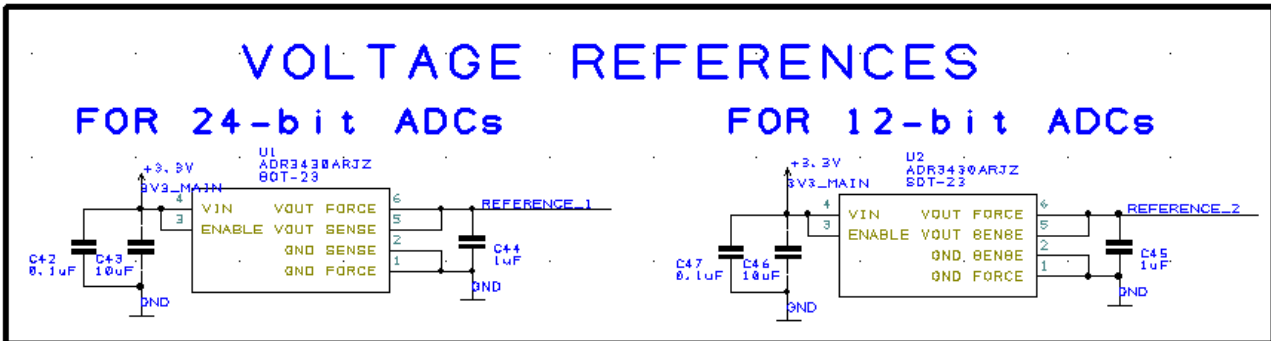 VOLTAGE REFERENCES
FOR 24-bit ADCs
FOR 12-bit ADCs
U1
ADR3430ARJZ
SOT-23
+3.3V
3V3_MAIN
4
VIN
3
ENABLE
VOUT FORCE
6
VOUT SENSE
5
GND SENSE
2
GND FORCE
1
REFERENCE_1
C42
0.1uF
C43
10uF
C44
1uF
GND
GND
U2
ADR3430ARJZ
SOT-23
+3.3V
3V3_MAIN
4
VIN
3
ENABLE
VOUT FORCE
6
VOUT SENSE
5
GND SENSE
2
GND FORCE
1
REFERENCE_2
C47
0.1uF
C46
10uF
C45
1uF
GND
GND